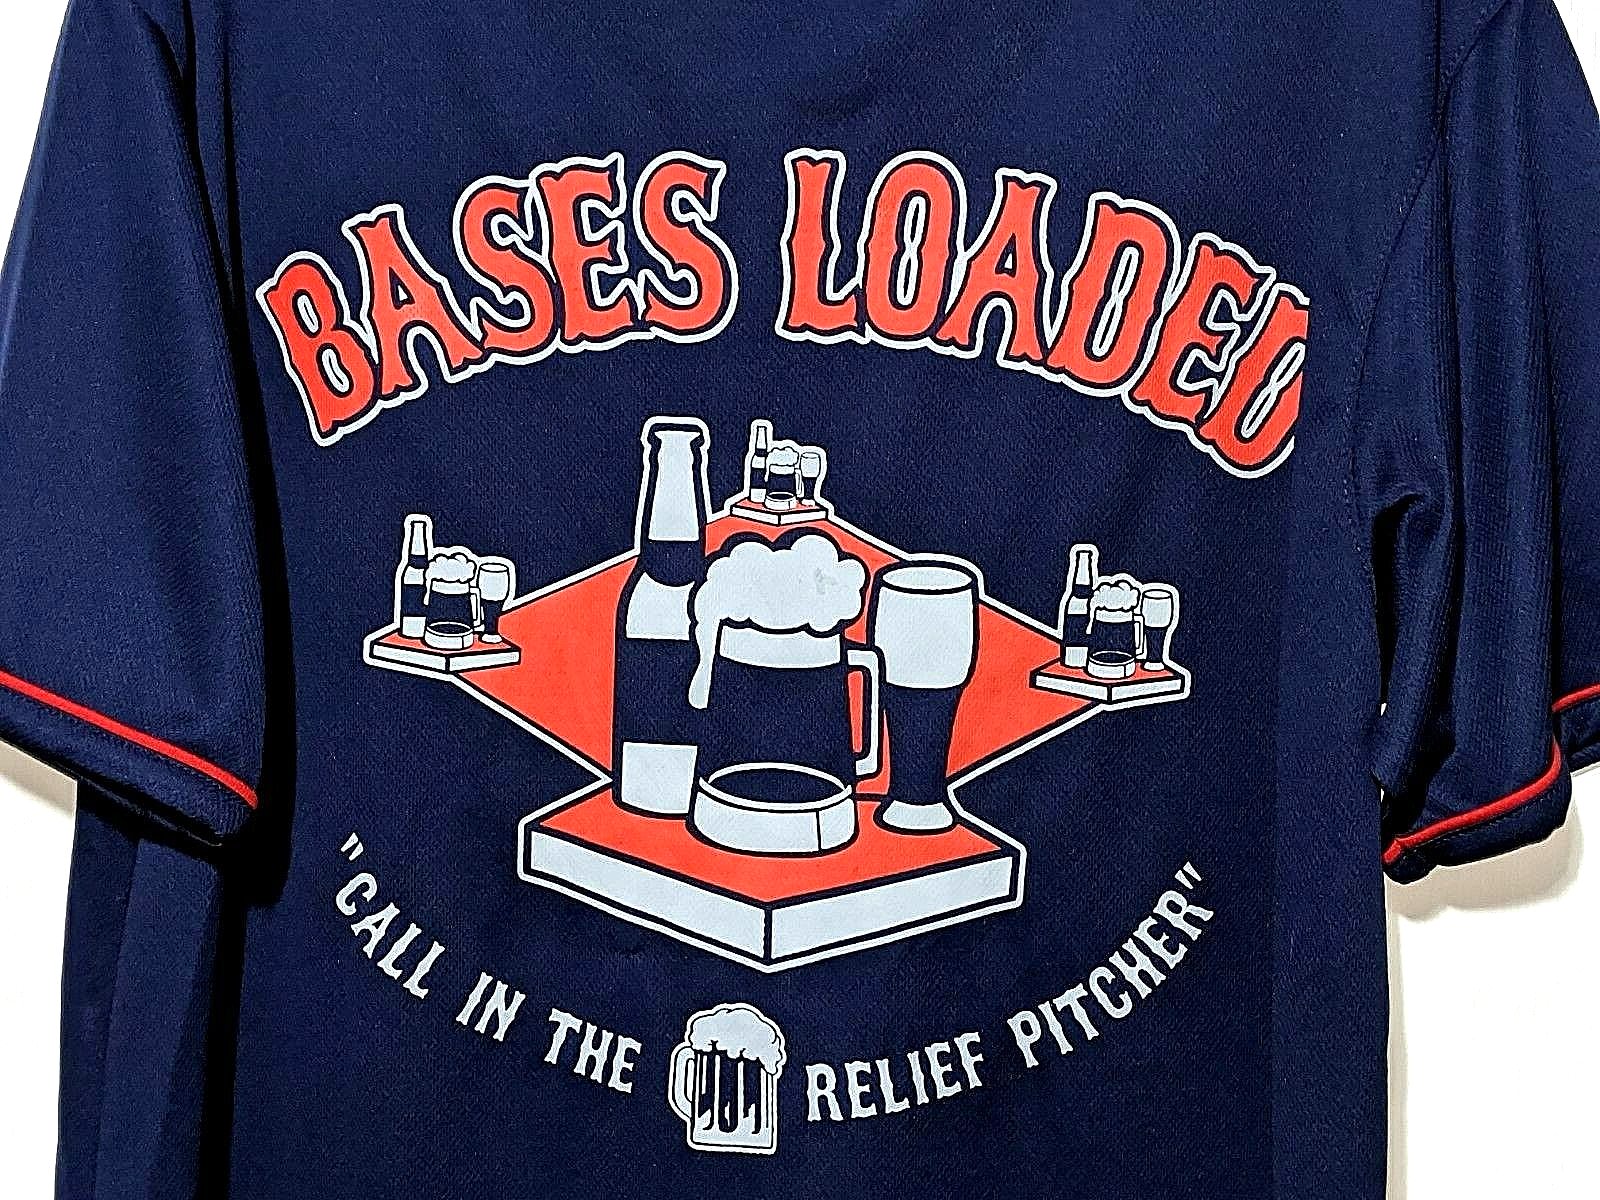 BASES LOADED
"CALL IN THE RELIEF PITCHER"